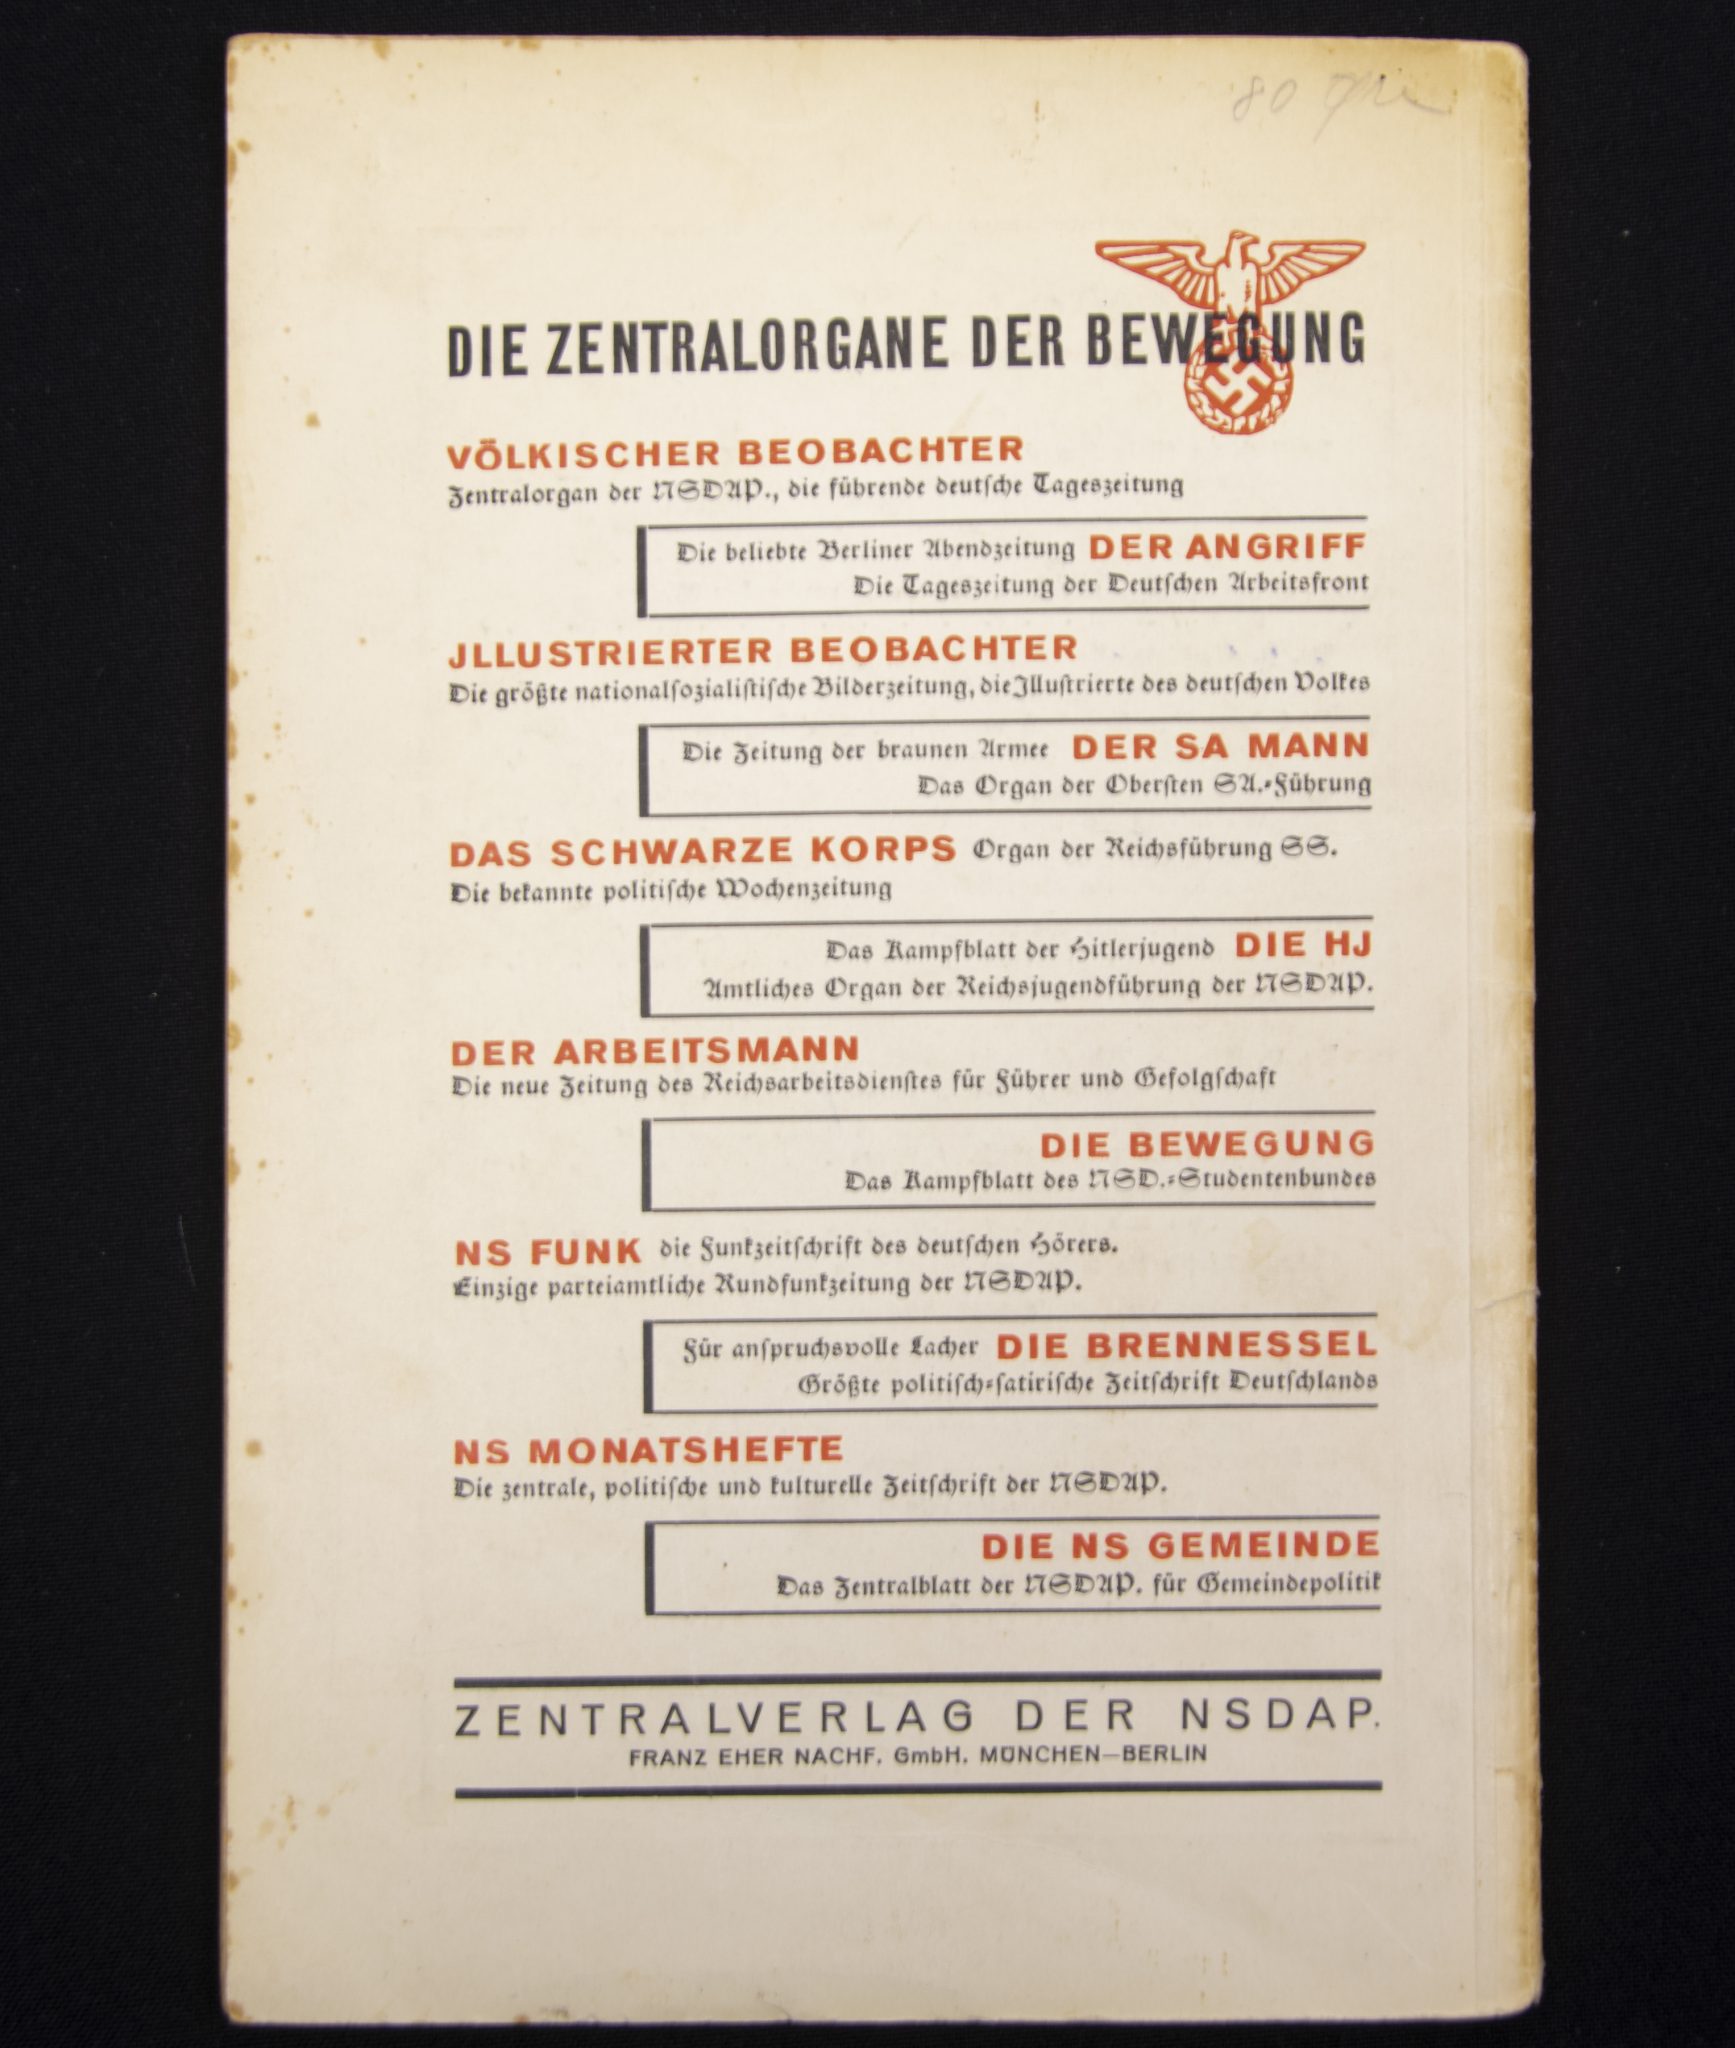 DIE ZENTRALORGANE DER BEWEGUNG
VÖLKISCHER BEOBACHTER
Zentralorgan der NSDAP., die führende deutſche Tageszeitung
Die beliebte Berliner Abendzeitung DER ANGRIFF
Die Tageszeitung der Deutſchen Arbeitsfront
JLLUSTRIERTER BEOBACHTER
Die größte nationalſozialiſtiſche Bilderzeitung, die Jlluſtrierte des deutſchen Volkes
Die Zeitung der braunen Armee DER SA MANN
Das Organ der Oberſten SA.-Führung
DAS SCHWARZE KORPS Organ der Reichsführung SS.
Die bekannte politiſche Wochenzeitung
Das Kampfblatt der Hitlerjugend DIE HJ
Amtliches Organ der Reichsjugendführung der NSDAP.
DER ARBEITSMANN
Die neue Zeitung des Reichsarbeitsdienſtes für Führer und Gefolgſchaft
DIE BEWEGUNG
Das Kampfblatt des NSD.-Studentenbundes
NS FUNK die Funkzeitſchrift des deutſchen Hörers.
Einzige parteiamtliche Rundfunkzeitung der NSDAP.
Für anſpruchsvolle Lacher DIE BRENNESSEL
Größte politiſch-ſatiriſche Zeitſchrift Deutſchlands
NS MONATSHEFTE
Die zentrale, politiſche und kulturelle Zeitſchrift der NSDAP.
DIE NS GEMEINDE
Das Zentralblatt der NSDAP. für Gemeindepolitik
ZENTRALVERLAG DER NSDAP.
FRANZ EHER NACHF. GmbH. MÜNCHEN—BERLIN